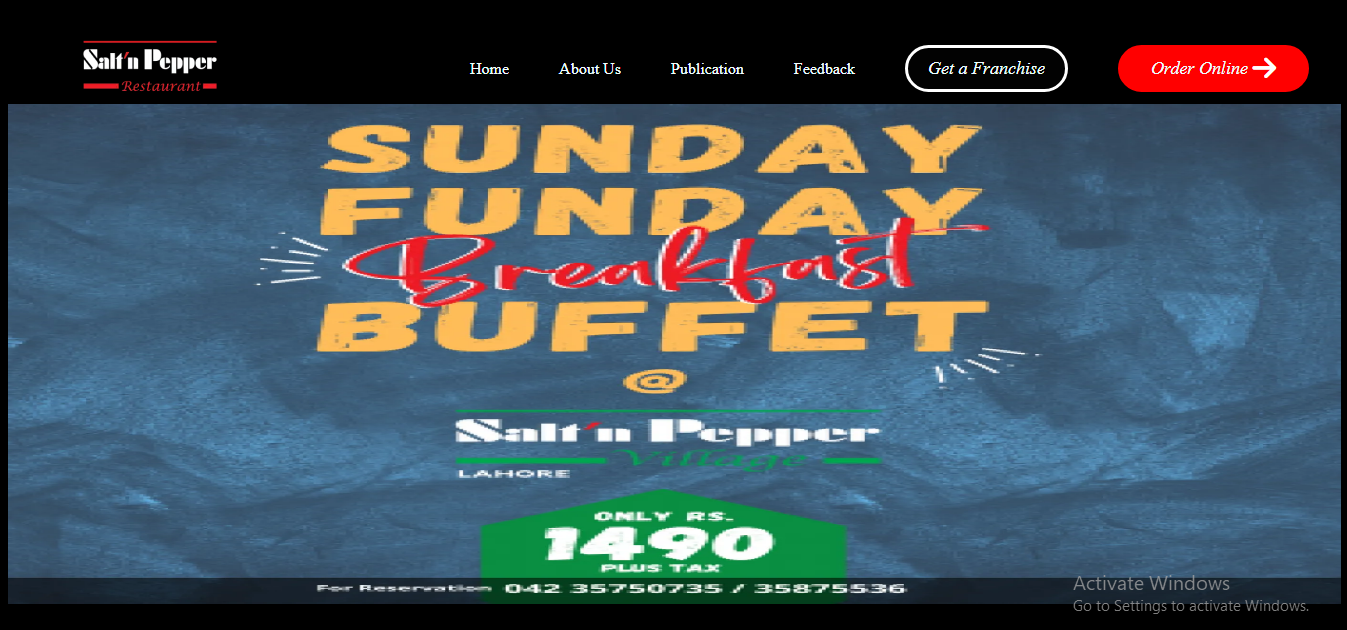 Salt'n Pepper
Restaurant
Home
About Us
Publication
Feedback
Get a Franchise
Order Online
SUNDAY
FUNDAY
Breakfast
BUFFET
@
Salt'n Pepper
Village
LAHORE
ONLY RS.
1490
PLUS TAX
For Reservation 042 35750735 / 35875536
Activate Windows
Go to Settings to activate Windows.